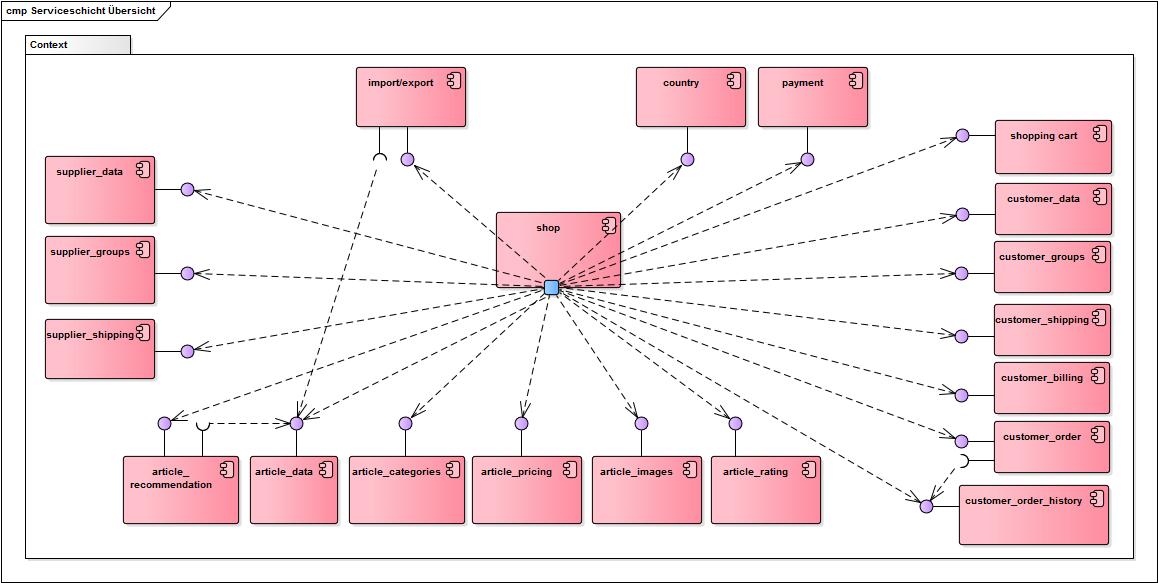 cmp Serviceschicht Übersicht
Context
import/export
country
payment
shopping cart
supplier_data
customer_data
shop
supplier_groups
customer_groups
supplier_shipping
customer_shipping
customer_billing
customer_order
article_
recommendation
article_data
article_categories
article_pricing
article_images
article_rating
customer_order_history